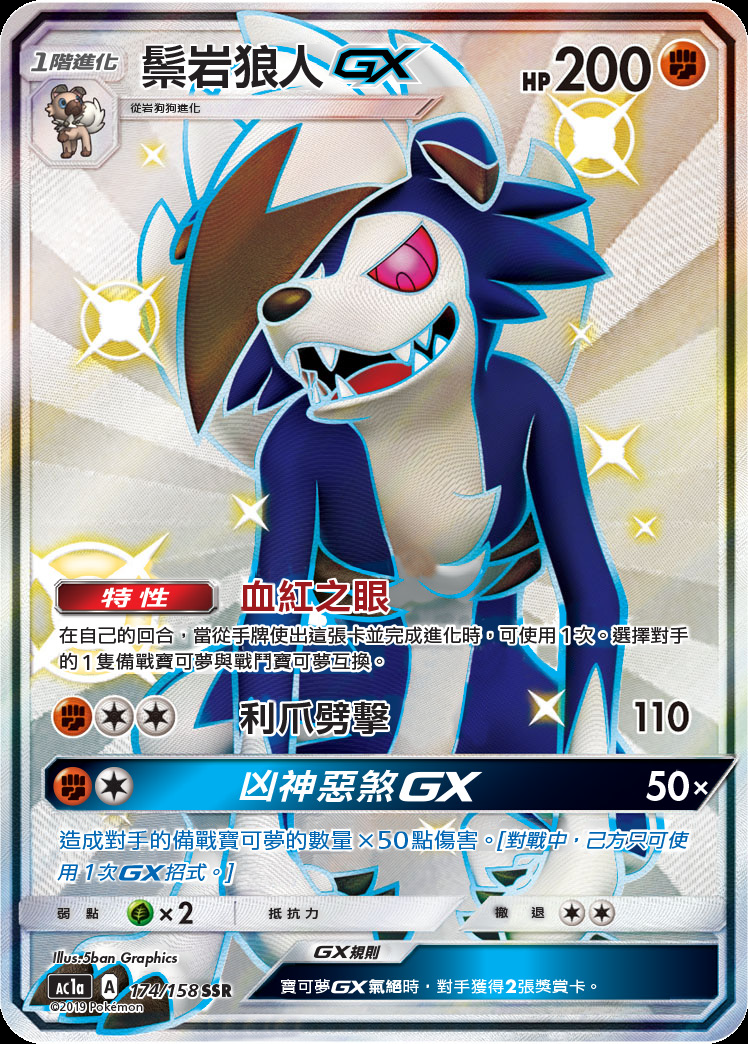 1階進化
鬃岩狼人GX
HP200
從岩狗狗進化
特性
血紅之眼
在自己的回合,當從手牌使出這張卡並完成進化時,可使用1次。選擇對手
的1隻備戰寶可夢與戰鬥寶可夢互換。
利爪劈擊 110
凶神惡煞GX 50×
造成對手的備戰寶可夢的數量×50點傷害。[對戰中,己方只可使
用1次GX招式。]
弱點 ×2 抵抗力 撤退
Illus.5ban Graphics
GX規則
AC1a A 174/158 SSR
寶可夢GX氣絕時,對手獲得2張獎賞卡。
©2019 Pokémon